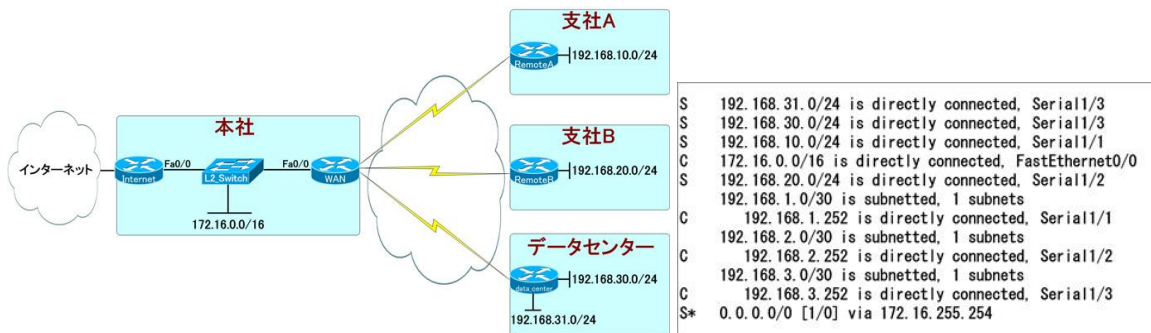 インターネット
本社
Internet
Fa0/0
L2_Switch
Fa0/0
WAN
172.16.0.0/16
支社A
RemoteA
192.168.10.0/24
支社B
RemoteB
192.168.20.0/24
データセンター
data_center
192.168.30.0/24
192.168.31.0/24
S 192.168.31.0/24 is directly connected, Serial1/3
S 192.168.30.0/24 is directly connected, Serial1/3
S 192.168.10.0/24 is directly connected, Serial1/1
C 172.16.0.0/16 is directly connected, FastEthernet0/0
S 192.168.20.0/24 is directly connected, Serial1/2
192.168.1.0/30 is subnetted, 1 subnets
C 192.168.1.252 is directly connected, Serial1/1
192.168.2.0/30 is subnetted, 1 subnets
C 192.168.2.252 is directly connected, Serial1/2
192.168.3.0/30 is subnetted, 1 subnets
C 192.168.3.252 is directly connected, Serial1/3
S* 0.0.0.0/0 [1/0] via 172.16.255.254